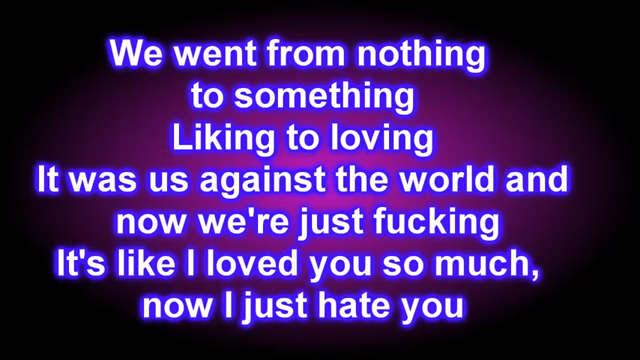 We went from nothing
to something
Liking to loving
It was us against the world and
now we're just fucking
It's like I loved you so much,
now I just hate you